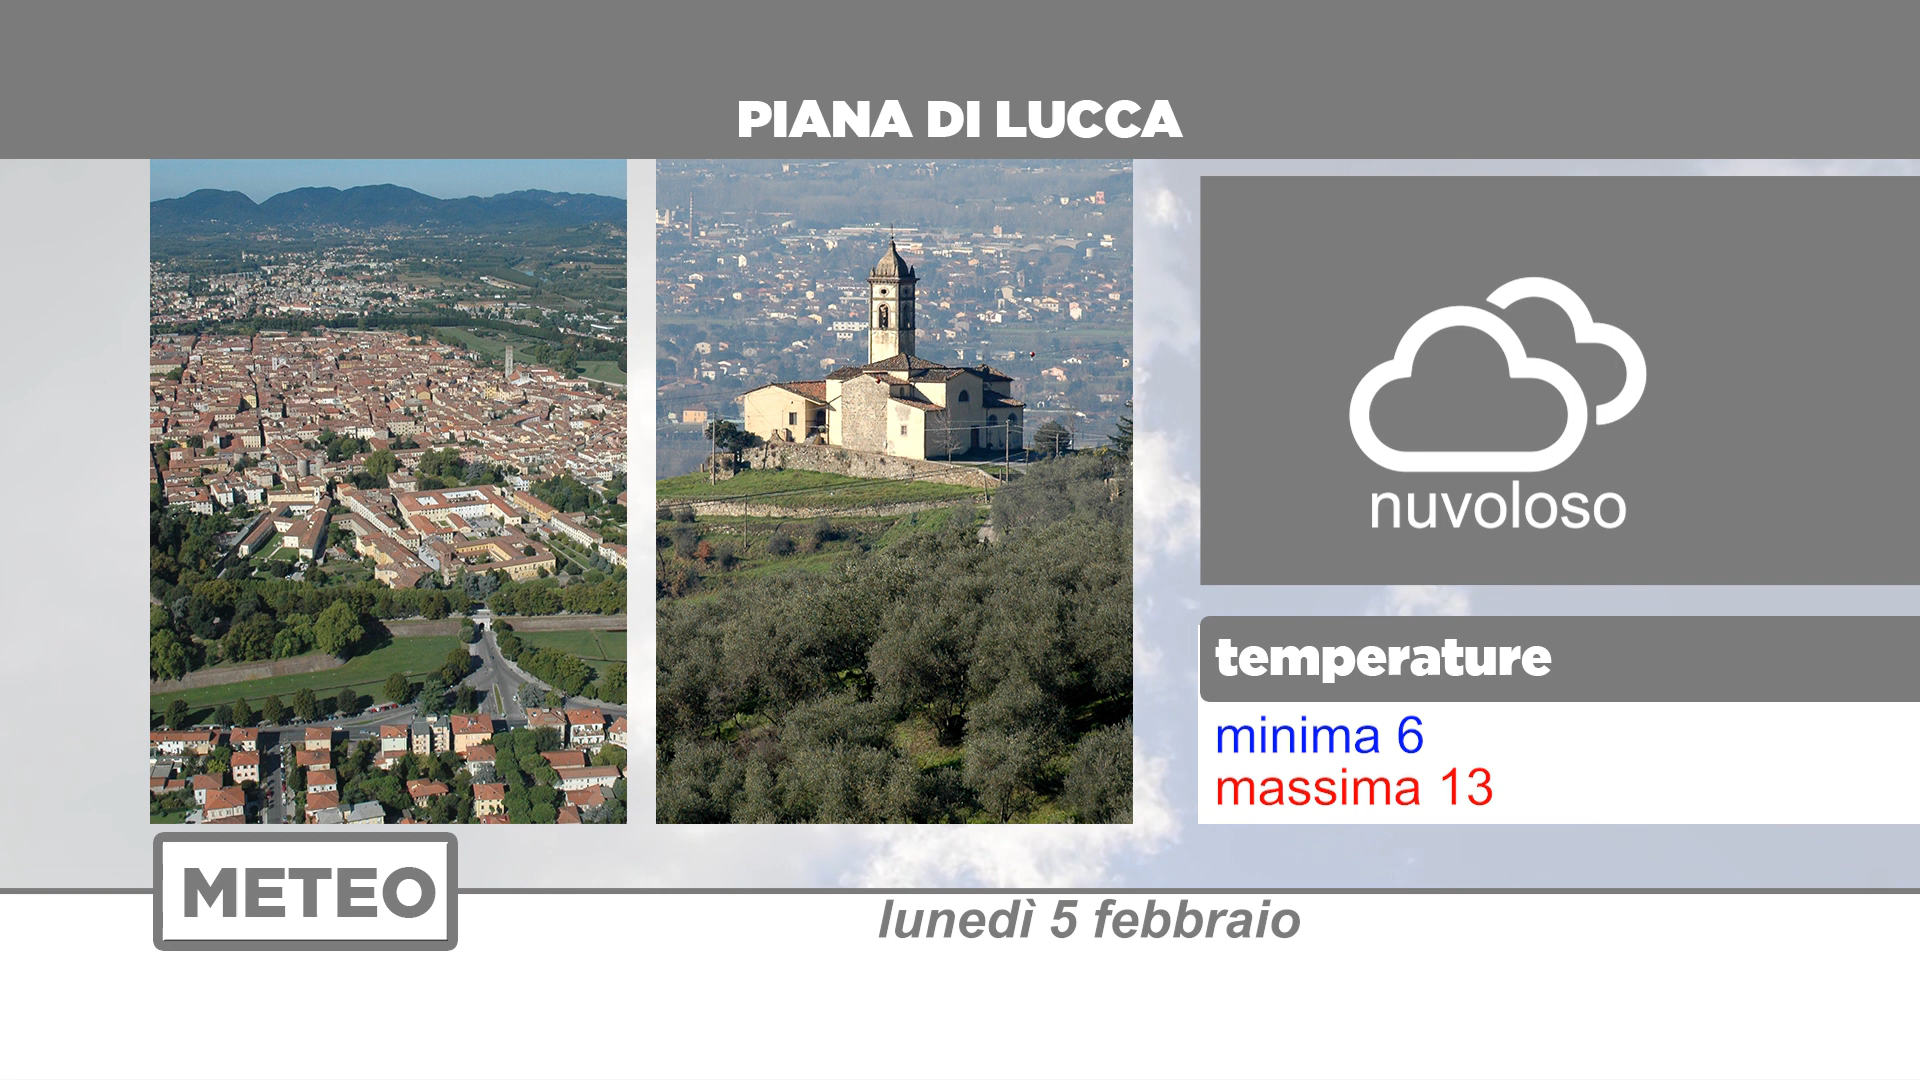 PIANA DI LUCCA
nuvoloso
temperature
minima 6
massima 13
METEO
lunedì 5 febbraio